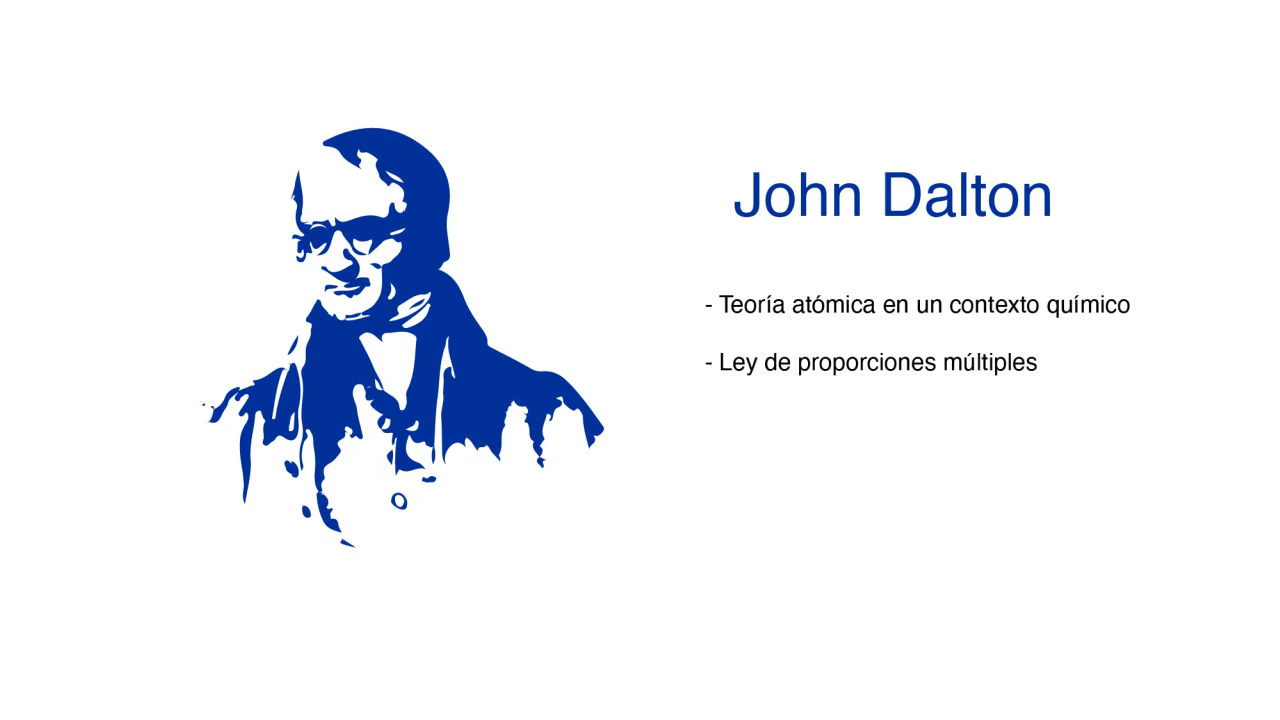 John Dalton
- Teoría atómica en un contexto químico
- Ley de proporciones múltiples